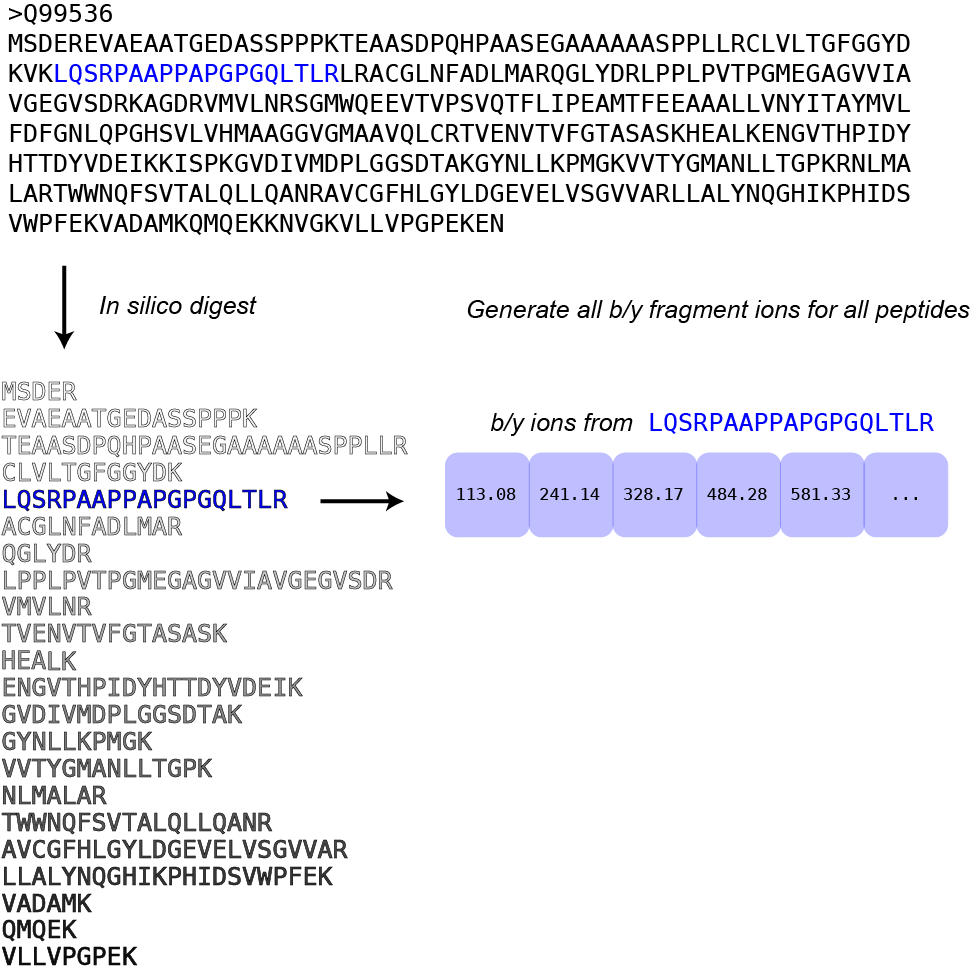 >Q99536
MSDEREVAEAATGEDASSPPPKTEAASDPQHPAASEGAAAAAASPPLLRCLVLTGFGGYD
KVKLQSRPAAPPAPGPGQLTLRLRACGLNFADLMARQGLYDRLPPLPVTPGMEGAGVVIA
VGEGVSDRKAGDRVMVLNRSGMWQEEVTVPSVQTFLIPEAMTFEEAAALLVNYITAYMVL
FDFGNLQPGHSVLVHMAAGGVGMAAVQLCRTVENVTVFGTASASKHEALKENGVTHPIDY
HTTDYVDEIKKISPKGVDIVMDPLGGSDTAKGYNLLKPMGKVVTYGMANLLTGPKRNLMA
LARTWWNQFSVTALQLLQANRAVCGFHLGYLDGEVELVSGVVARLLALYNQGHIKPHIDS
VWPFEKVADAMKQMQEKKNVGKVLLVPGPEKEN
In silico digest
Generate all b/y fragment ions for all peptides
MSDER
EVAEAATGEDASSPPPK
TEAASDPQHPAASEGAAAAAASPPLLR
CLVLTGFGGYDK
LQSRPAAPPAPGPGQLTLR
ACGLNFADLMAR
QGLYDR
LPPLPVTPGMEGAGVVIAVGEGVSDR
VMVLNR
TVENVTVFGTASASK
HEALK
ENGVTHPIDYHTTDYVDEIK
GVDIVMDPLGGSDTAK
GYNLLKPMGK
VVTYGMANLLTGPK
NLMALAR
TWWNQFSVTALQLLQANR
AVCGFHLGYLDGEVELVSGVVAR
LLALYNQGHIKPHIDSVWPFEK
VADAMK
QMQEK
VLLVPGPEK
b/y ions from LQSRPAAPPAPGPGQLTLR
113.08 241.14 328.17 484.28 581.33 ...